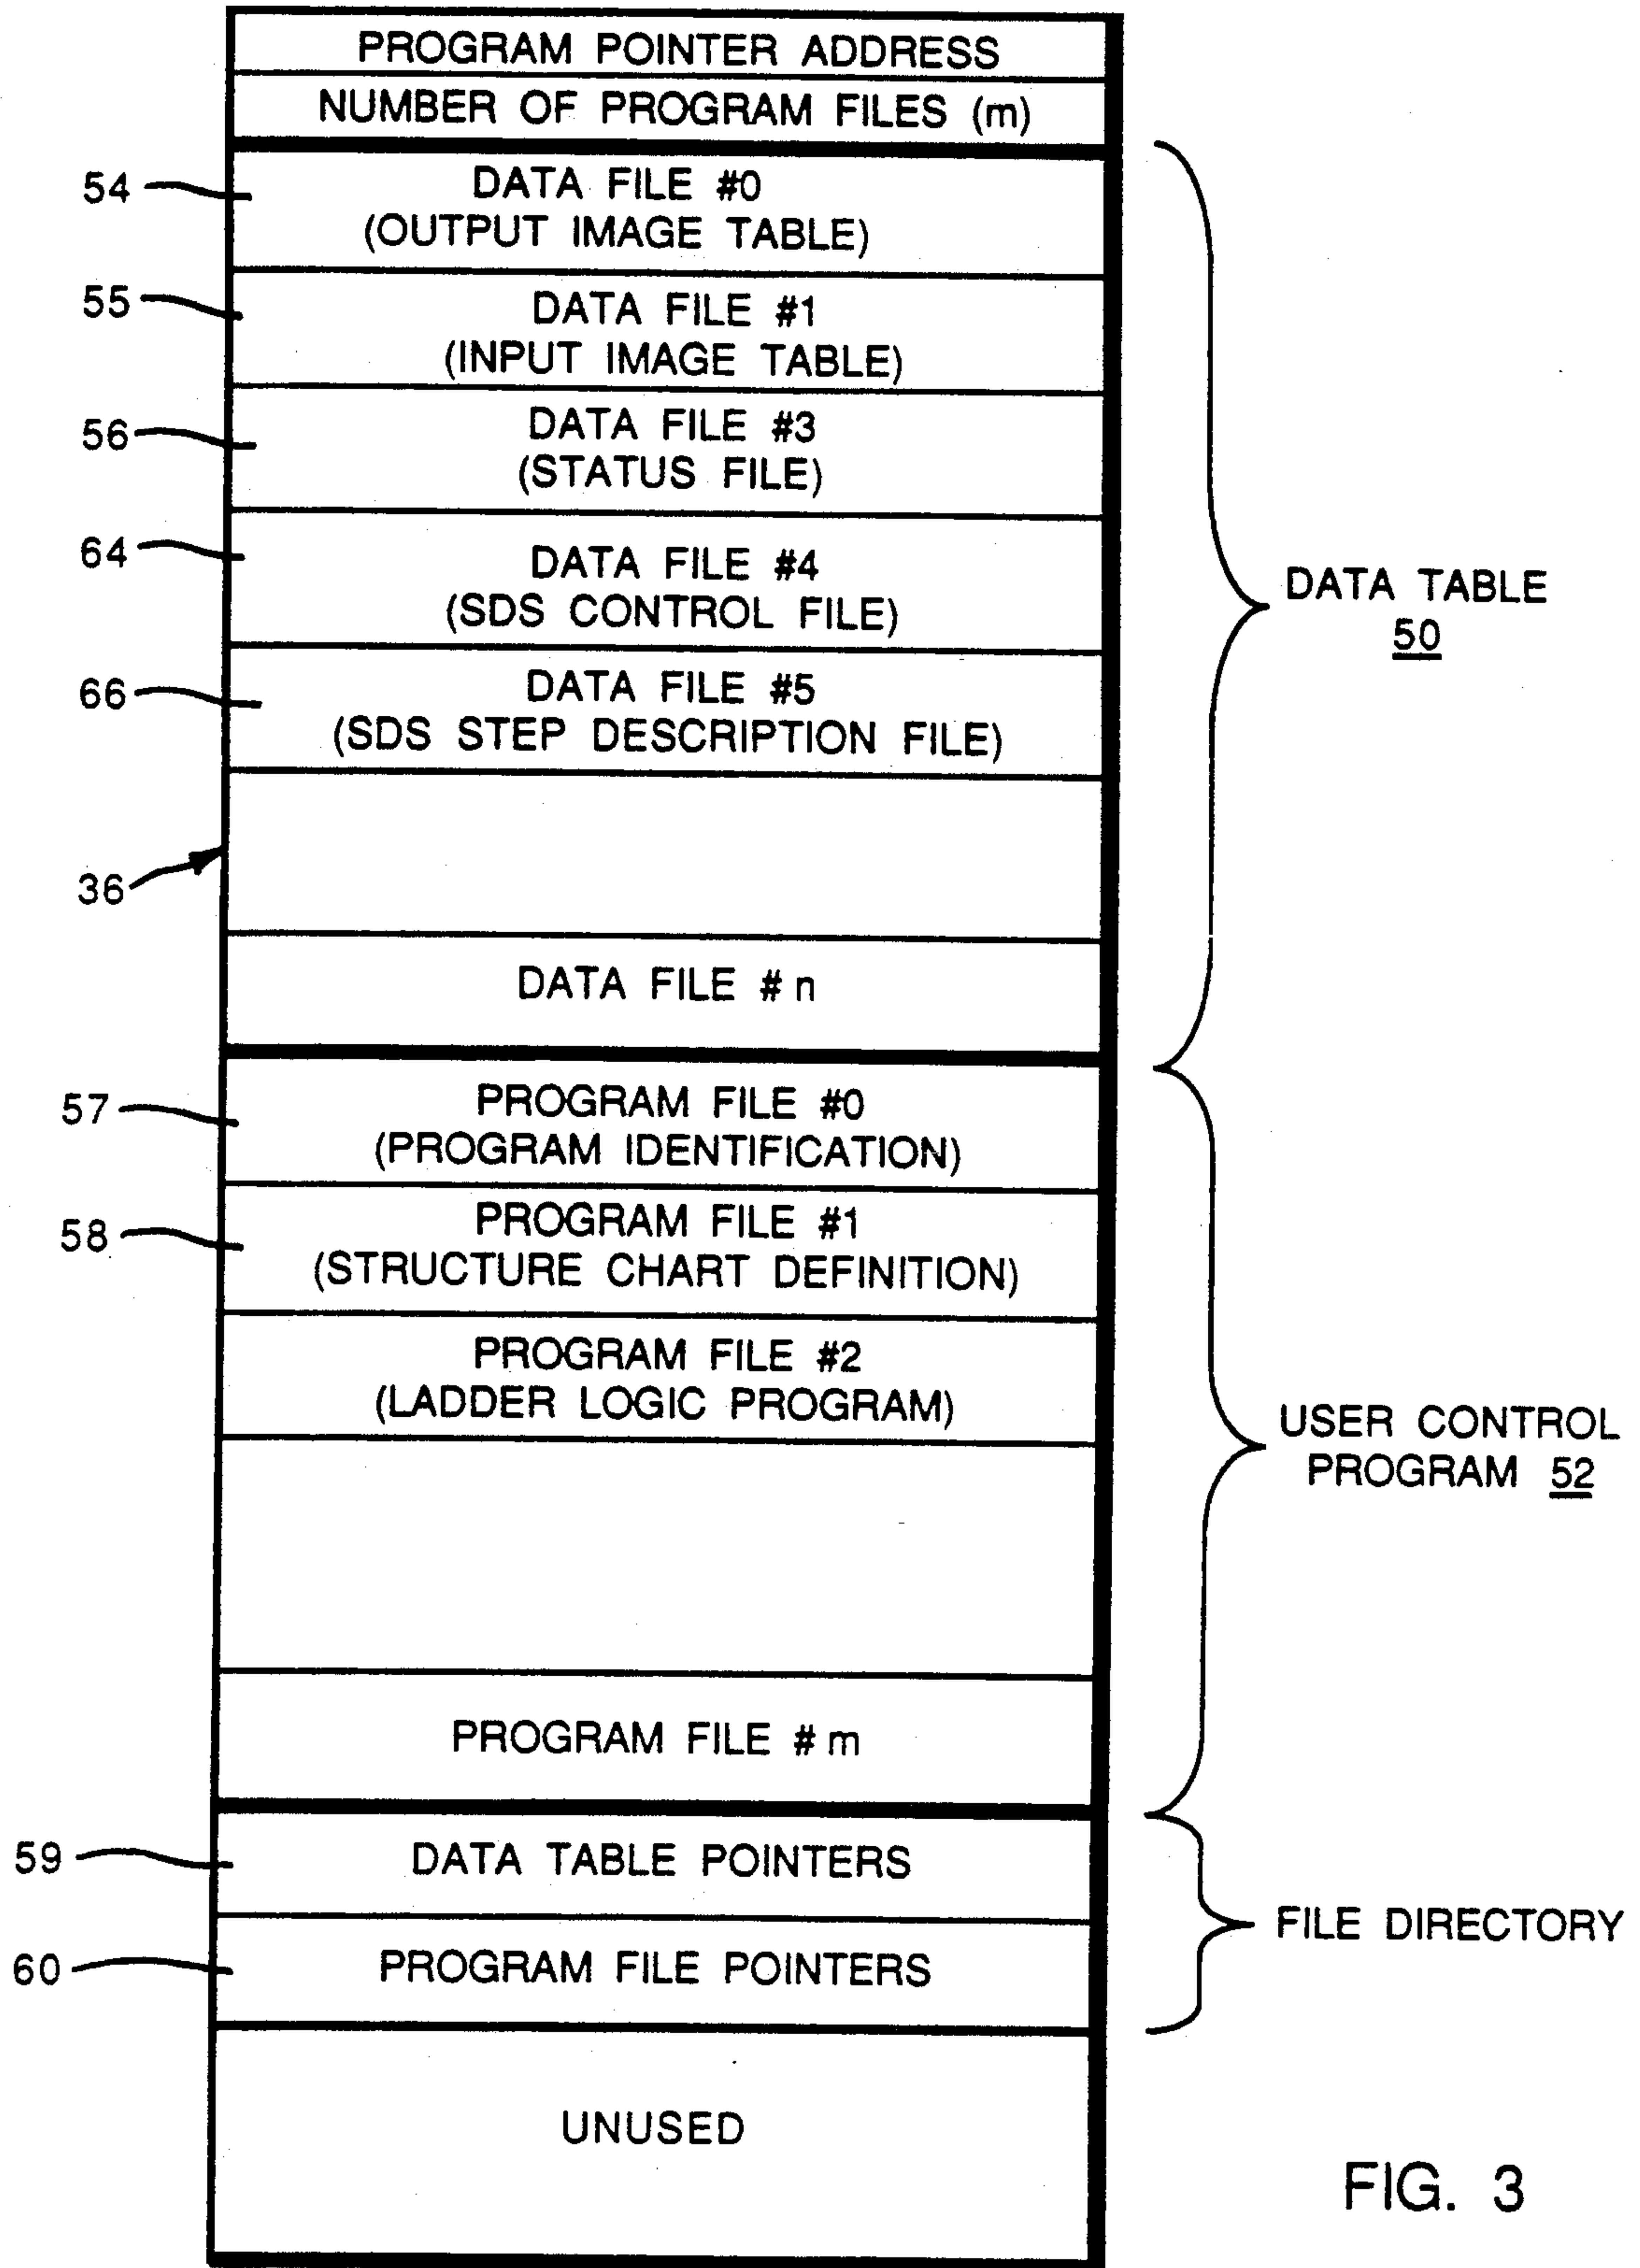 PROGRAM POINTER ADDRESS
NUMBER OF PROGRAM FILES (m)
54
DATA FILE #0
(OUTPUT IMAGE TABLE)
55
DATA FILE #1
(INPUT IMAGE TABLE)
56
DATA FILE #3
(STATUS FILE)
64
DATA FILE #4
(SDS CONTROL FILE)
DATA TABLE
50
66
DATA FILE #5
(SDS STEP DESCRIPTION FILE)
36
DATA FILE # n
57
PROGRAM FILE #0
(PROGRAM IDENTIFICATION)
58
PROGRAM FILE #1
(STRUCTURE CHART DEFINITION)
PROGRAM FILE #2
(LADDER LOGIC PROGRAM)
USER CONTROL
PROGRAM 52
PROGRAM FILE # m
59
DATA TABLE POINTERS
FILE DIRECTORY
60
PROGRAM FILE POINTERS
UNUSED
FIG. 3